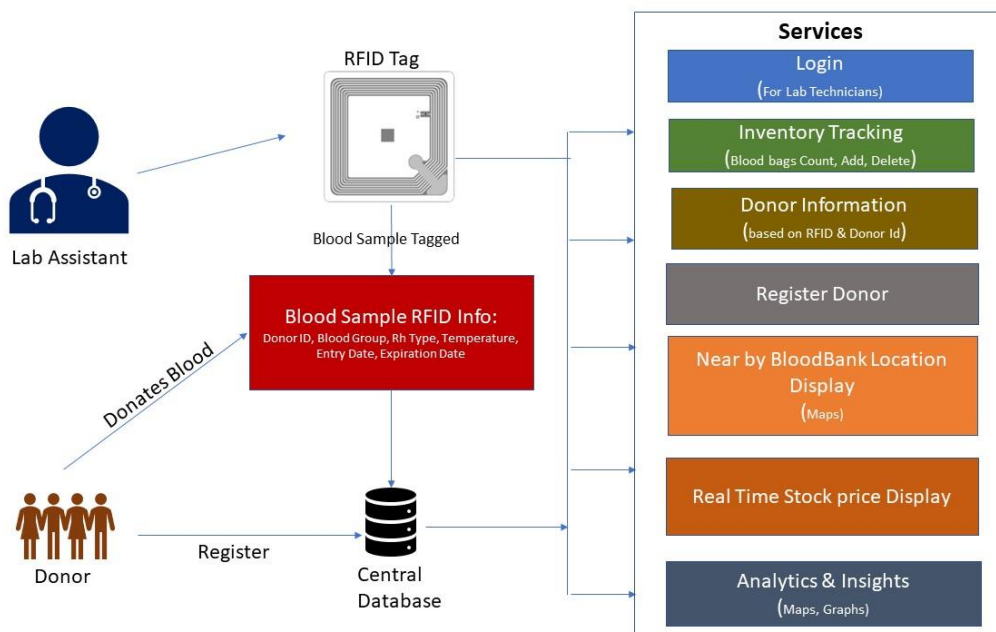 RFID Tag
Lab Assistant
Blood Sample Tagged
Blood Sample RFID Info:
Donor ID, Blood Group, Rh Type, Temperature,
Entry Date, Expiration Date
Donates Blood
Donor
Register
Central
Database
Services
Login
(For Lab Technicians)
Inventory Tracking
(Blood bags Count, Add, Delete)
Donor Information
(based on RFID & Donor Id)
Register Donor
Near by BloodBank Location
Display
(Maps)
Real Time Stock price Display
Analytics & Insights
(Maps, Graphs)